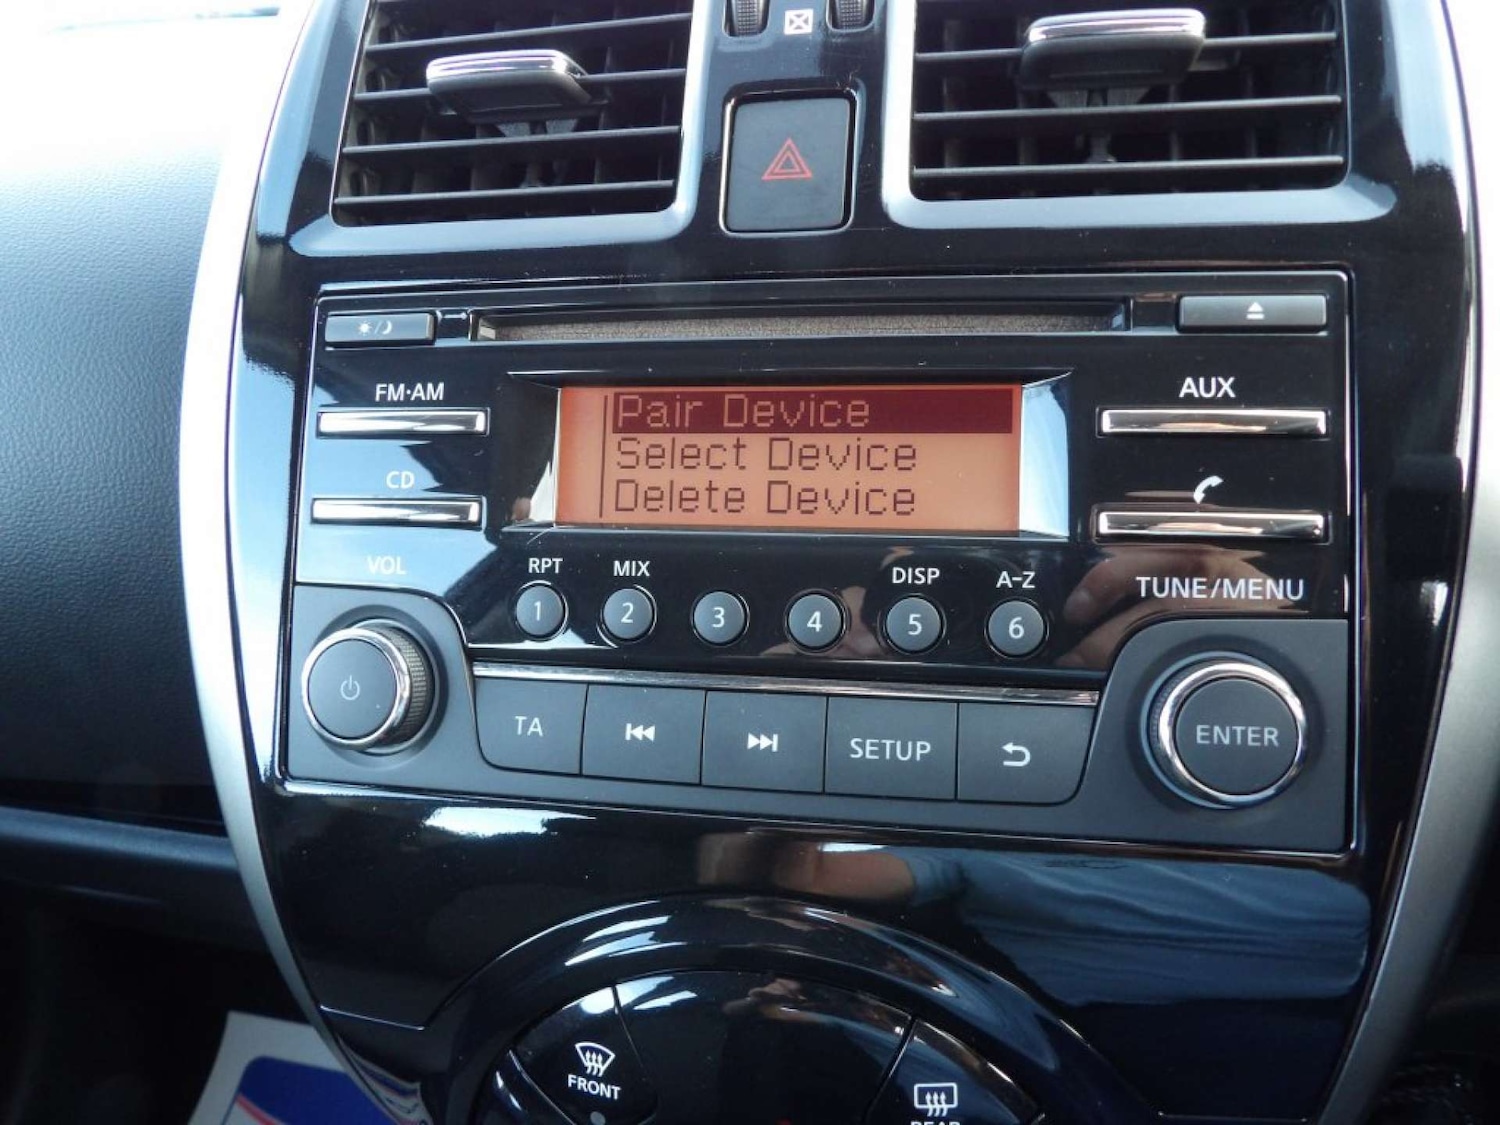 FM·AM
AUX
Pair Device
Select Device
Delete Device
CD
VOL
RPT
MIX
DISP
A-Z
TUNE/MENU
1
2
3
4
5
6
TA
SETUP
ENTER
FRONT
REAR